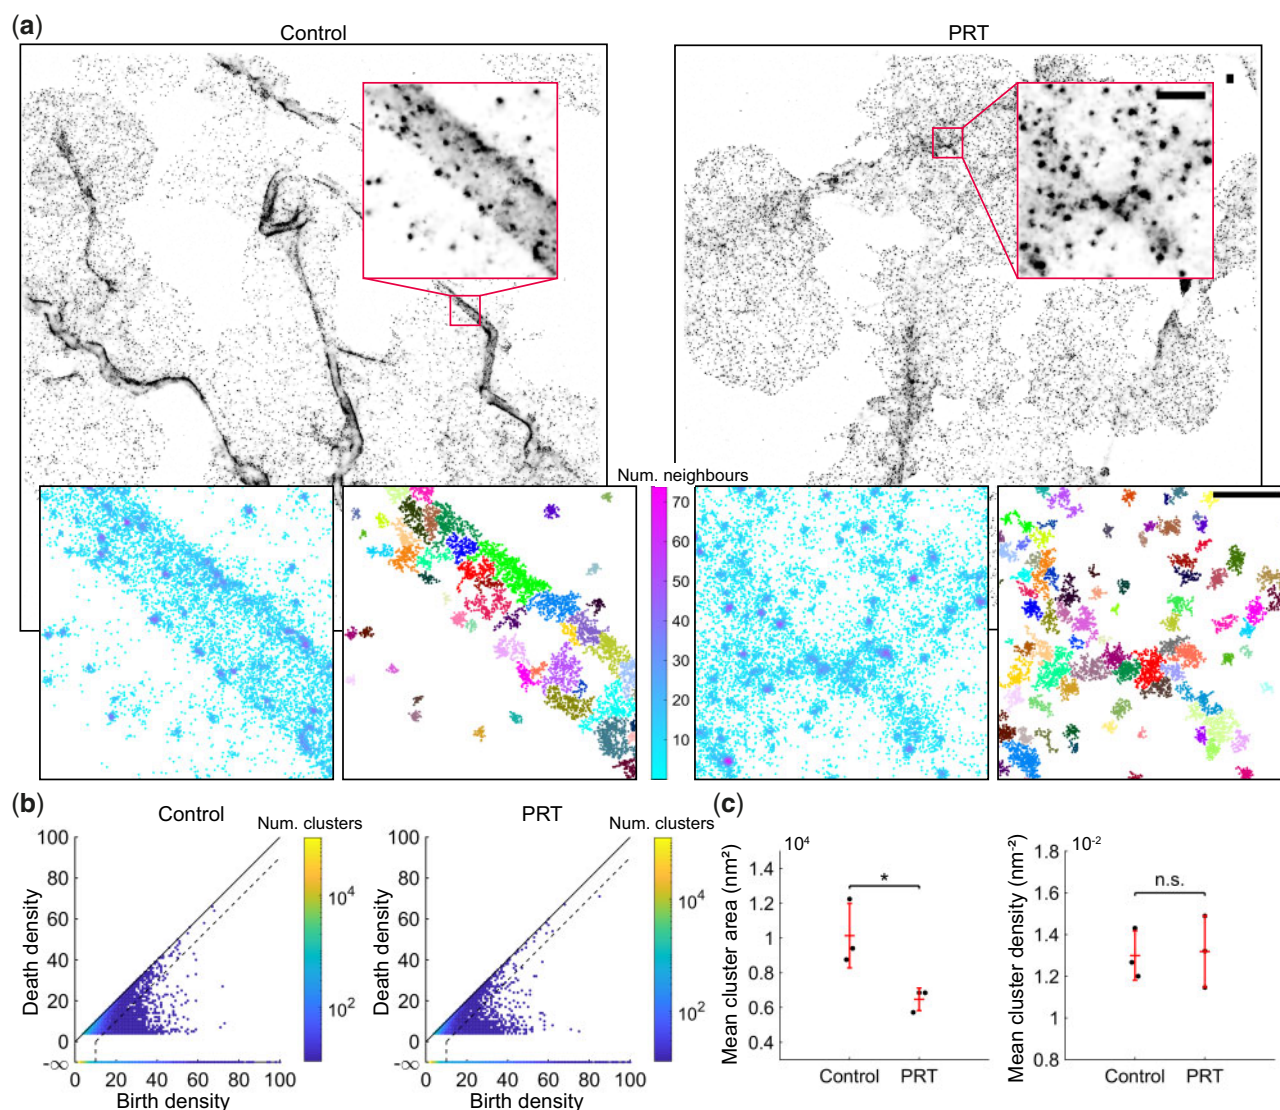 (a)
Control
PRT
Num. neighbours
70
60
50
40
30
20
10
(b)
Control
Num. clusters
PRT
Num. clusters
(c)
Death density
100
80
60
40
20
0
-∞
0 20 40 60 80 100
Birth density
10⁴
10²
Death density
100
80
60
40
20
0
-∞
0 20 40 60 80 100
Birth density
10⁴
10²
Mean cluster area (nm²)
10⁴
1.4
1.2
1
0.8
0.6
0.4
*
Control PRT
Mean cluster density (nm⁻²)
10⁻²
1.8
1.6
1.4
1.2
1
0.8
n.s.
Control PRT